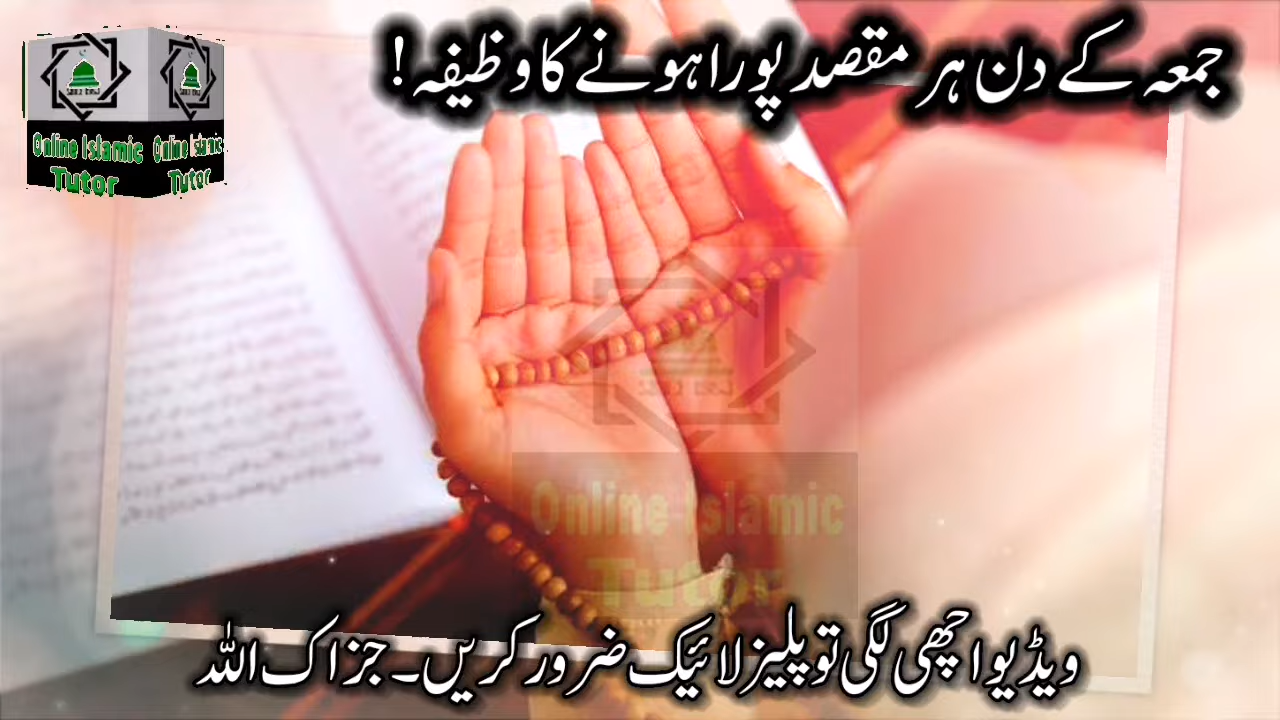 جمعہ کے دن ہر مقصد پورا ہونے کا وظیفہ!
Online Islamic
Tutor
Online Islamic
Tutor
Online Islamic
Tutor
ویڈیو اچھی لگی تو پلیز لائیک ضرور کریں۔ جزاک اللہ